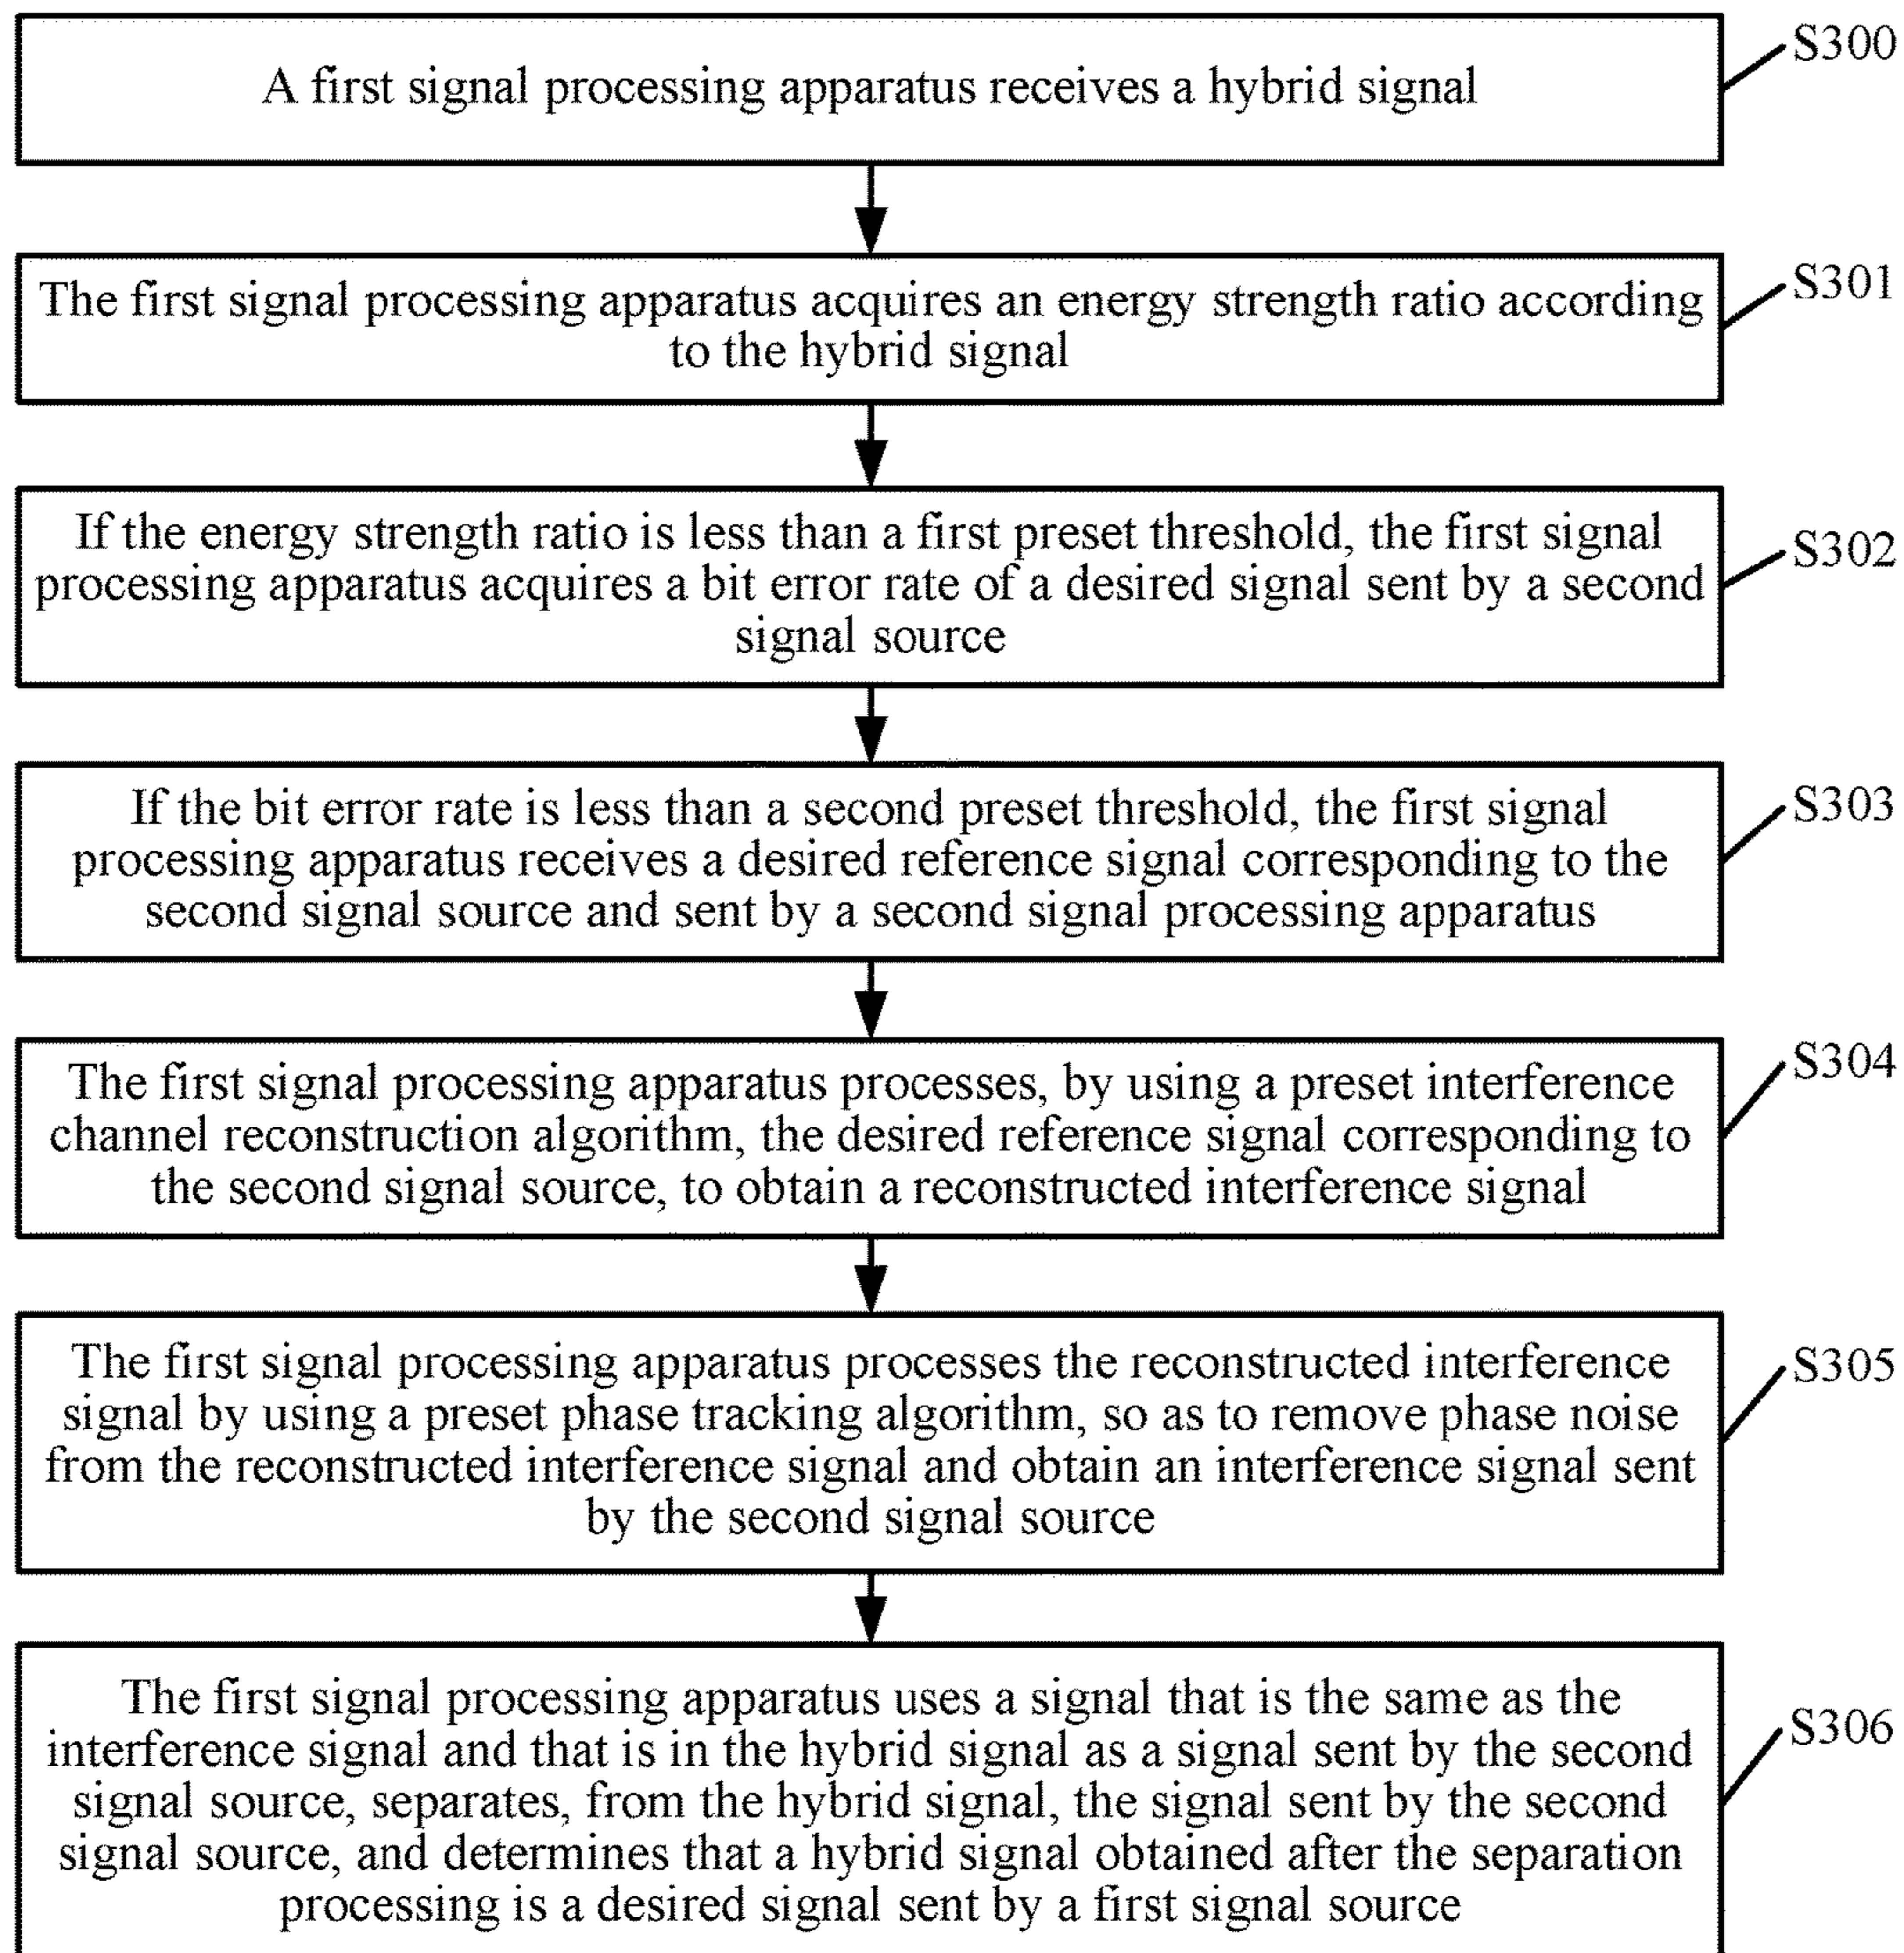 A first signal processing apparatus receives a hybrid signal
S300
The first signal processing apparatus acquires an energy strength ratio according
to the hybrid signal
S301
If the energy strength ratio is less than a first preset threshold, the first signal
processing apparatus acquires a bit error rate of a desired signal sent by a second
signal source
S302
If the bit error rate is less than a second preset threshold, the first signal
processing apparatus receives a desired reference signal corresponding to the
second signal source and sent by a second signal processing apparatus
S303
The first signal processing apparatus processes, by using a preset interference
channel reconstruction algorithm, the desired reference signal corresponding to
the second signal source, to obtain a reconstructed interference signal
S304
The first signal processing apparatus processes the reconstructed interference
signal by using a preset phase tracking algorithm, so as to remove phase noise
from the reconstructed interference signal and obtain an interference signal sent
by the second signal source
S305
The first signal processing apparatus uses a signal that is the same as the
interference signal and that is in the hybrid signal as a signal sent by the second
signal source, separates, from the hybrid signal, the signal sent by the second
signal source, and determines that a hybrid signal obtained after the separation
processing is a desired signal sent by a first signal source
S306